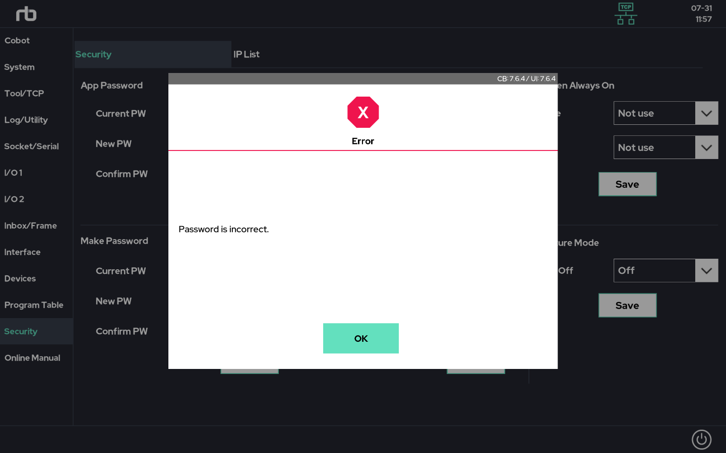 rb
TCP
07-31
11:57
Cobot
System
Tool/TCP
Log/Utility
Socket/Serial
I/O 1
I/O 2
Inbox/Frame
Interface
Devices
Program Table
Security
Online Manual
Security
IP List
App Password
Current PW
New PW
Confirm PW
Make Password
Current PW
New PW
Confirm PW
CB: 7.6.4 / UI: 7.6.4
X
Error
Password is incorrect.
OK
en Always On
Not use
Not use
Save
ure Mode
Off
Off
Save